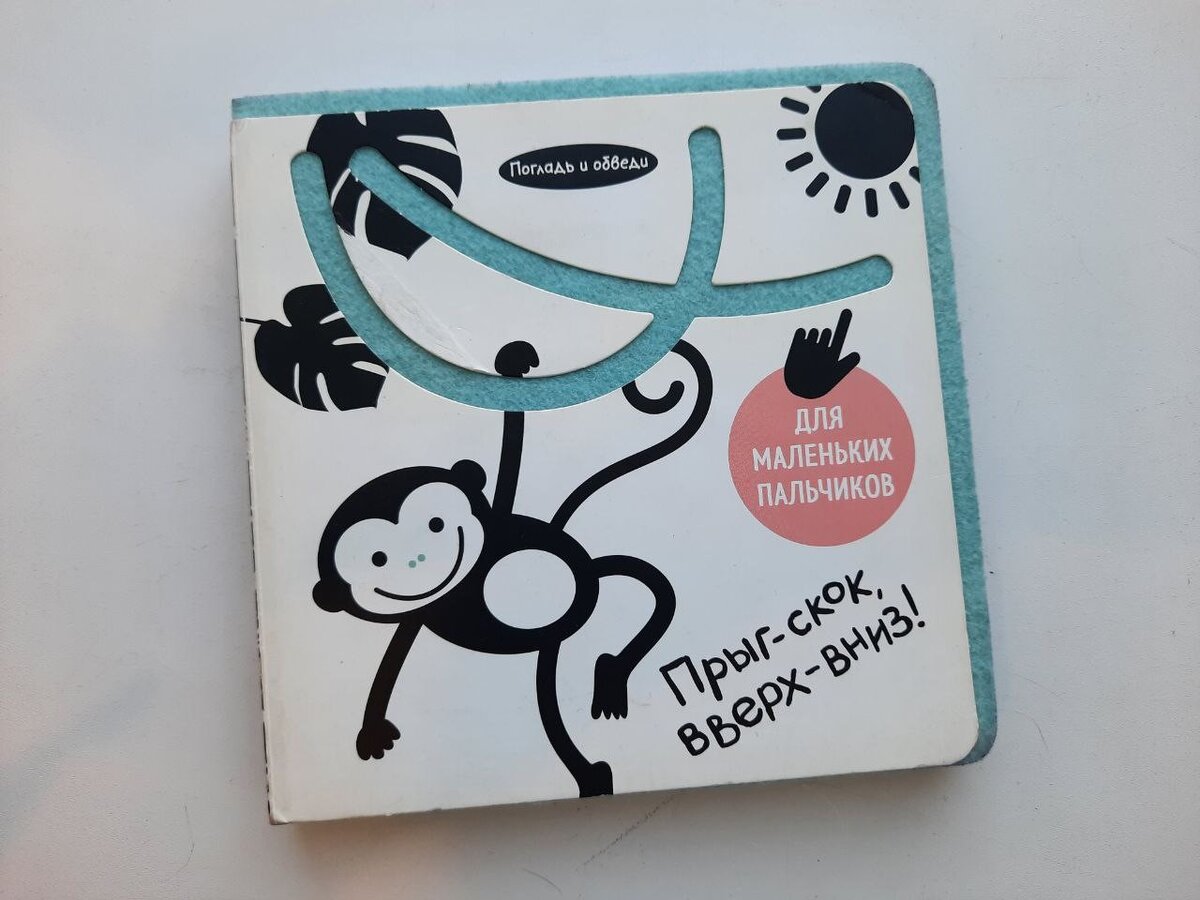 Погладь и обведи
ДЛЯ
МАЛЕНЬКИХ
ПАЛЬЧИКОВ
Прыг-скок,
вверх-вниз!